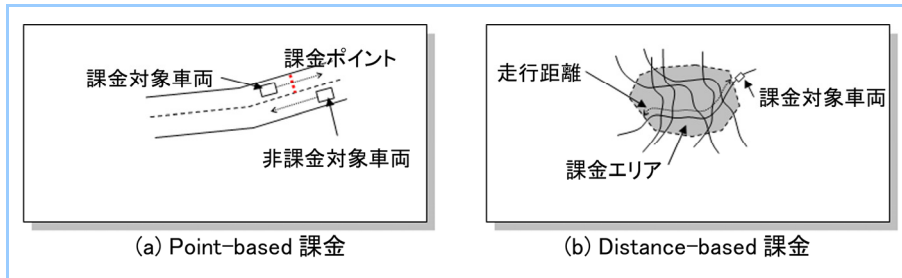 課金ポイント
課金対象車両
非課金対象車両
(a) Point-based 課金
走行距離
課金対象車両
課金エリア
(b) Distance-based 課金